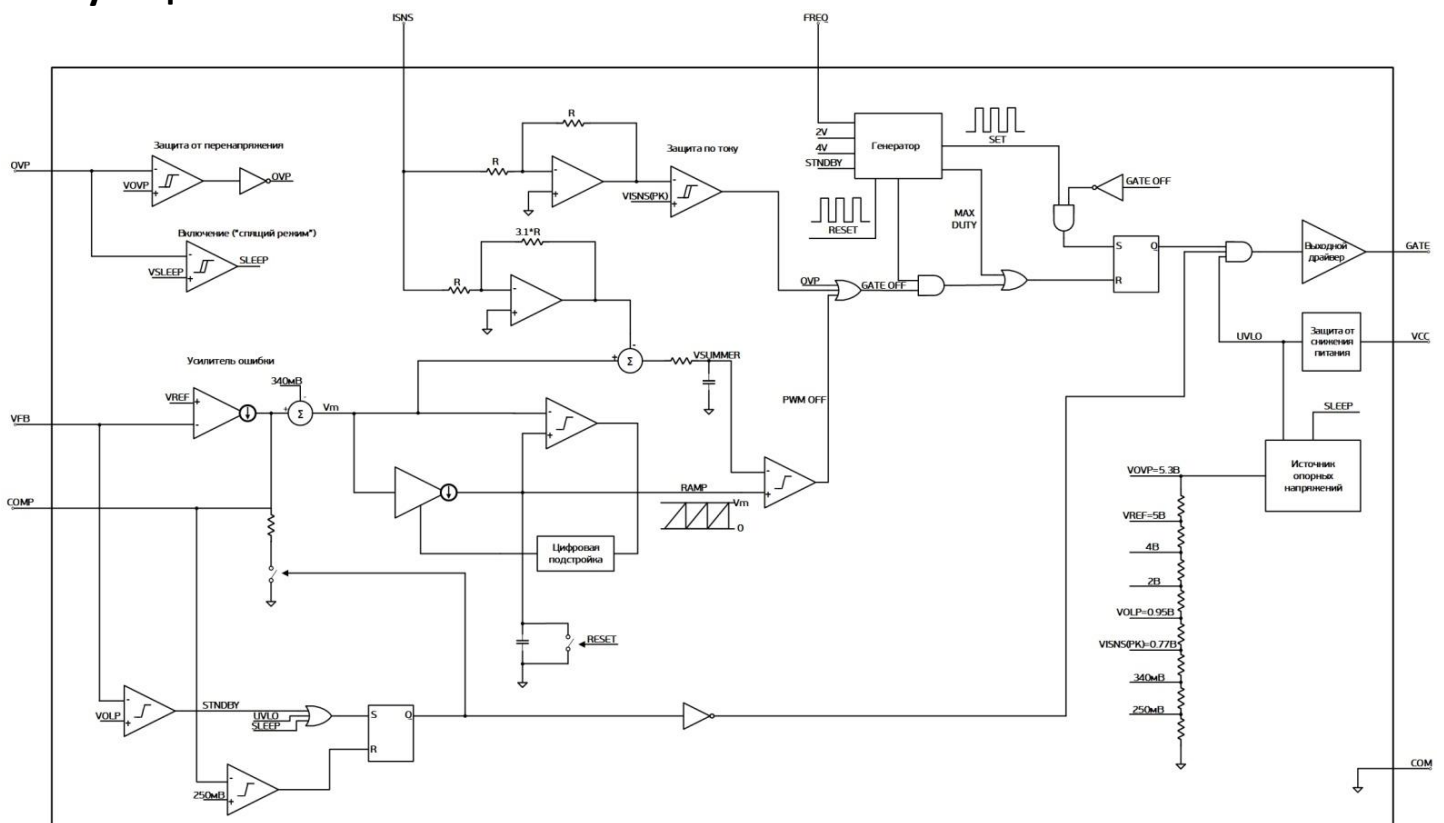 ISNS
FREQ
R
Защита от перенапряжения
OVP
VOVP
-
+
OVP
R
-
+
Защита по току
VISNS(PK)
-
+
2V
4V
STNDBY
Генератор
SET
RESET
MAX
DUTY
GATE OFF
Включение ("спящий режим")
VSLEEP
-
+
SLEEP
3.1*R
R
-
+
OVP
GATE OFF
S
Q
R
Выходной
драйвер
GATE
UVLO
Защита от
снижения
питания
VCC
Усилитель ошибки
340мВ
-
+
Σ
Vm
VREF
+
-
VFB
-
+
Σ
VSUMMER
PWM OFF
SLEEP
Источник
опорных
напряжений
-
+
COMP
RAMP
Vm
0
-
+
Цифровая
подстройка
VOVP=5.3В
VREF=5В
4В
2В
VOLP=0.95В
VISNS(PK)=0.77В
340мВ
250мВ
RESET
VOLP
-
+
STNDBY
UVLO
SLEEP
S
Q
R
250мВ
-
+
COM